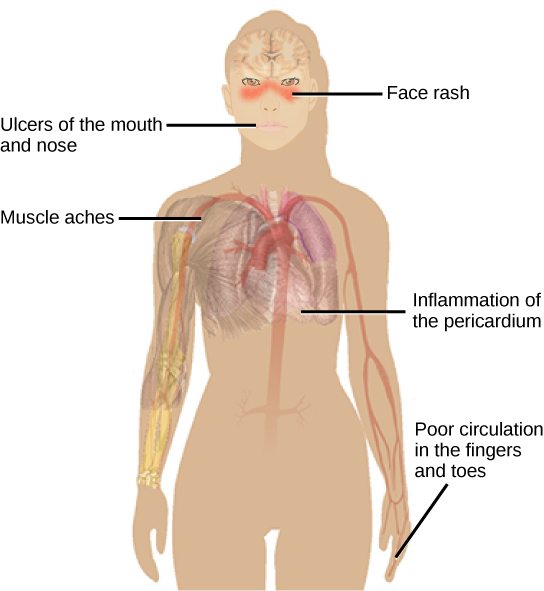 Face rash
Ulcers of the mouth
and nose
Muscle aches
Inflammation of
the pericardium
Poor circulation
in the fingers
and toes